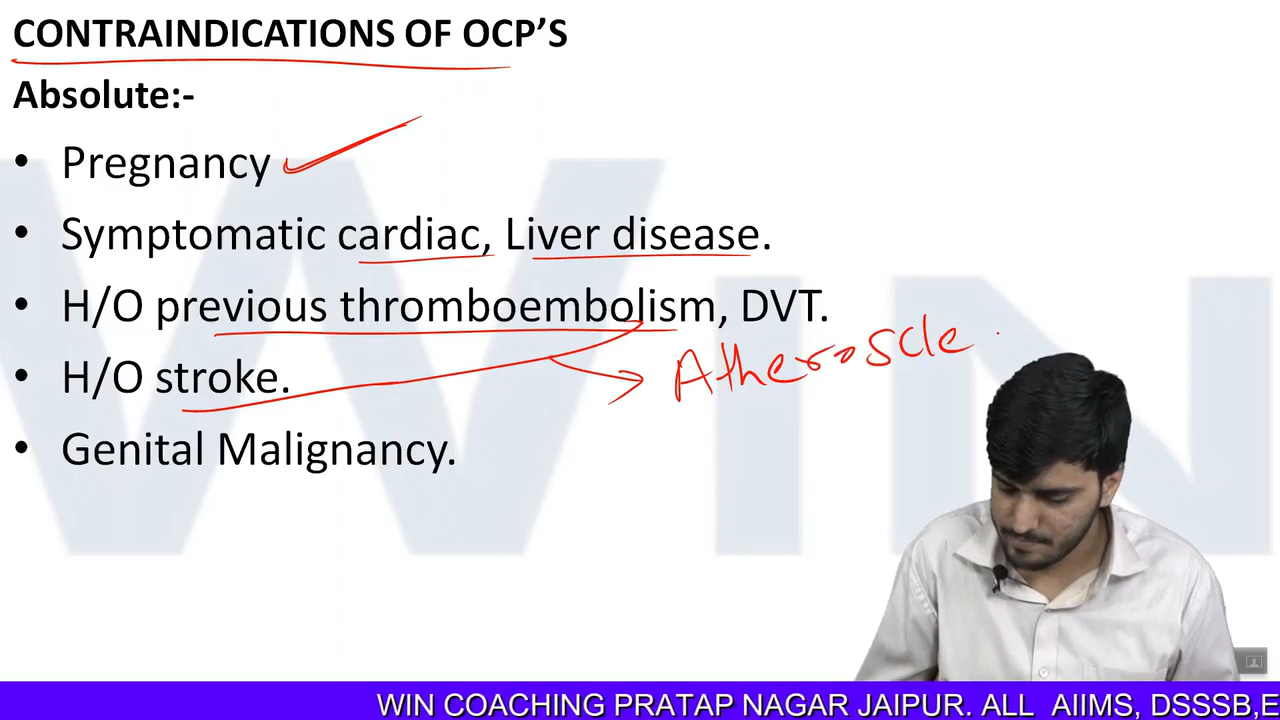 CONTRAINDICATIONS OF OCP’S
Absolute:-
• Pregnancy
• Symptomatic cardiac, Liver disease.
• H/O previous thromboembolism, DVT.
Atheroscle
• H/O stroke.
• Genital Malignancy.
WIN
WIN COACHING PRATAP NAGAR JAIPUR. ALL AIIMS, DSSSB,E